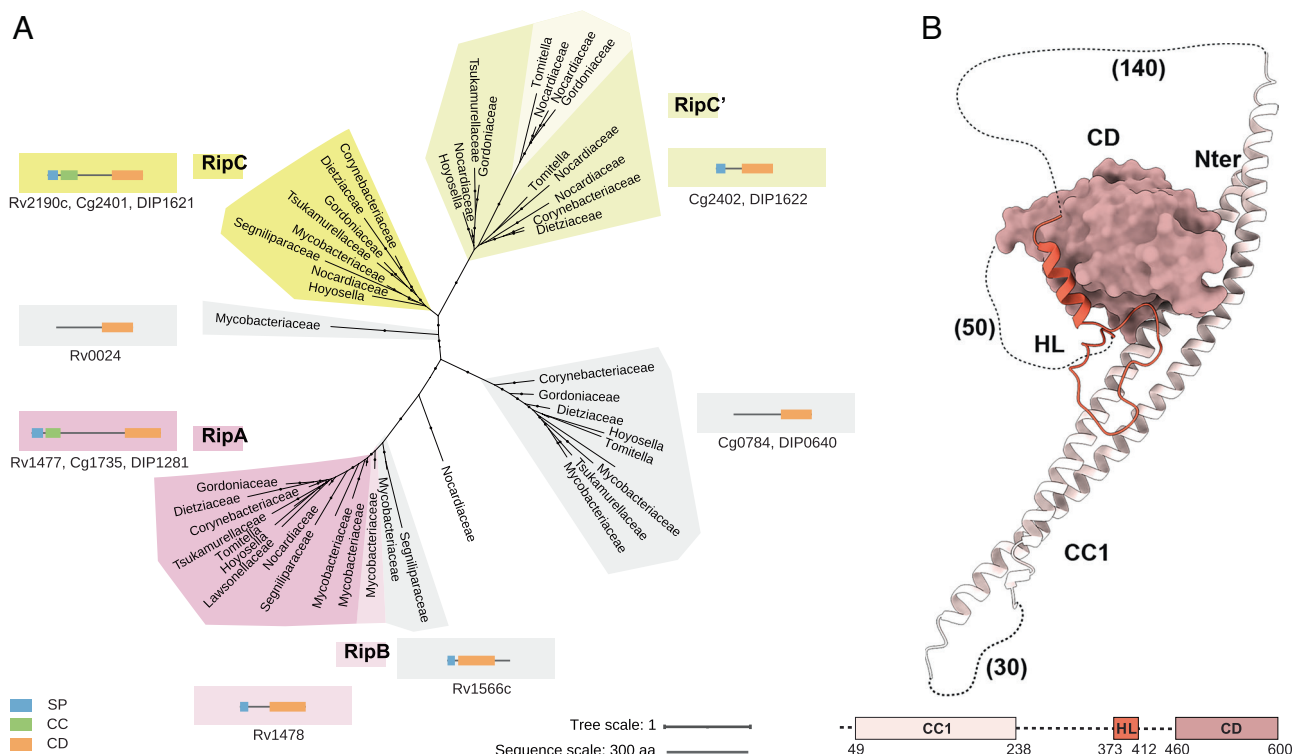 A
B
RipC
Rv2190c, Cg2401, DIP1621
Corynebacteriaceae
Dietziaceae
Gordoniaceae
Tsukamurellaceae
Mycobacteriaceae
Segniliparaceae
Nocardiaceae
Hoyosella
RipC’
Cg2402, DIP1622
Tsukamurellaceae
Gordoniaceae
Nocardiaceae
Hoyosella
Tomitella
Nocardiaceae
Nocardiaceae
Gordoniaceae
Tomitella
Nocardiaceae
Nocardiaceae
Corynebacteriaceae
Dietziaceae
Rv0024
Mycobacteriaceae
RipA
Rv1477, Cg1735, DIP1281
Gordoniaceae
Dietziaceae
Corynebacteriaceae
Tsukamurellaceae
Tomitella
Hoyosella
Lawsonellaceae
Nocardiaceae
Segniliparaceae
Mycobacteriaceae
Mycobacteriaceae
Mycobacteriaceae
Mycobacteriaceae
Segniliparaceae
Nocardiaceae
Corynebacteriaceae
Gordoniaceae
Dietziaceae
Hoyosella
Tomitella
Mycobacteriaceae
Tsukamurellaceae
Mycobacteriaceae
Cg0784, DIP0640
RipB
Rv1566c
Rv1478
SP
CC
CD
Tree scale: 1
Sequence scale: 300 aa
(140)
CD
Nter
(50)
HL
CC1
(30)
CC1 HL CD
49 238 373 412 460 600